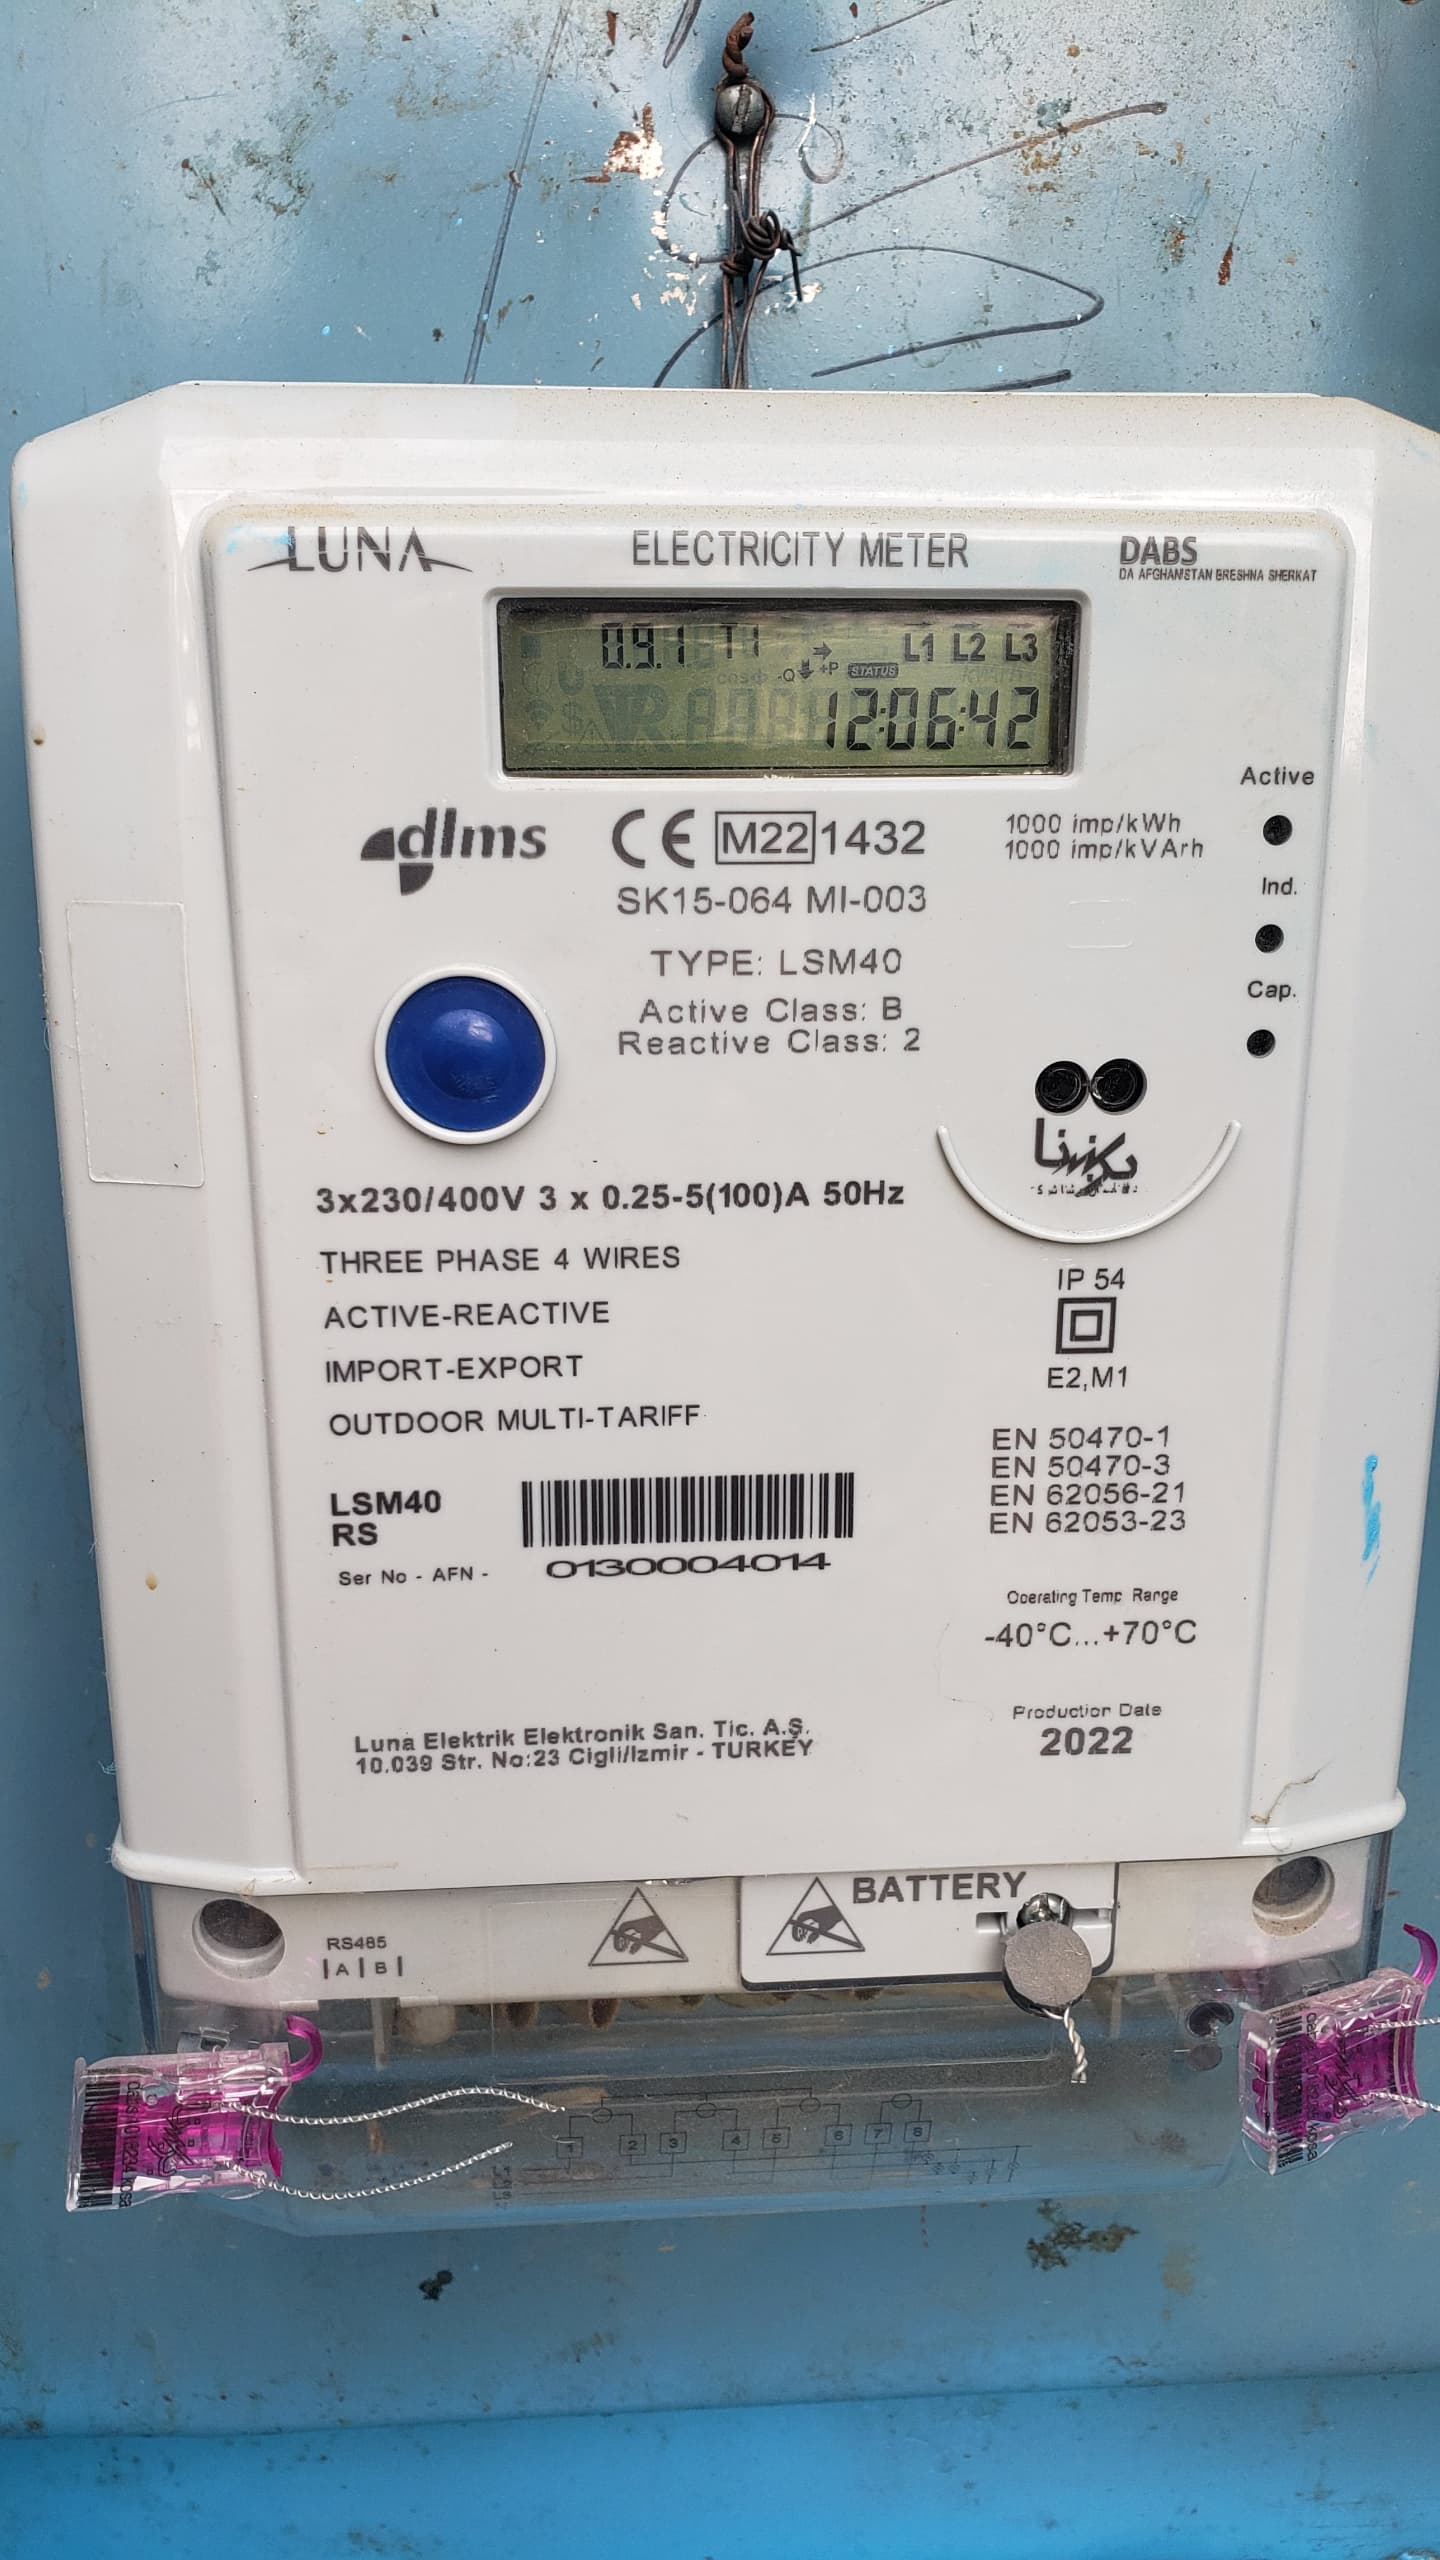 LUNA
ELECTRICITY METER
DABS
DA AFGHANISTAN BRESHNA SHERKAT
0.9.1 T1 L1 L2 L3
-Q +P STATUS
12:06:42
Active
dlms
CE M22 1432
1000 imp/kWh
1000 imp/kVArh
SK15-064 MI-003
Ind.
TYPE: LSM40
Cap.
Active Class: B
Reactive Class: 2
برښنا
3x230/400V 3 x 0.25-5(100)A 50Hz
THREE PHASE 4 WIRES
IP 54
ACTIVE-REACTIVE
IMPORT-EXPORT
E2,M1
OUTDOOR MULTI-TARIFF
EN 50470-1
EN 50470-3
EN 62056-21
EN 62053-23
LSM40
RS
Ser No - AFN -
0130004014
Operating Temp Range
-40°C...+70°C
Production Date
2022
Luna Elektrik Elektronik San. Tic. A.Ş.
10.039 Str. No:23 Cigli/Izmir - TURKEY
BATTERY
RS485
|A|B|
1 2 3 4 5 6 7 8